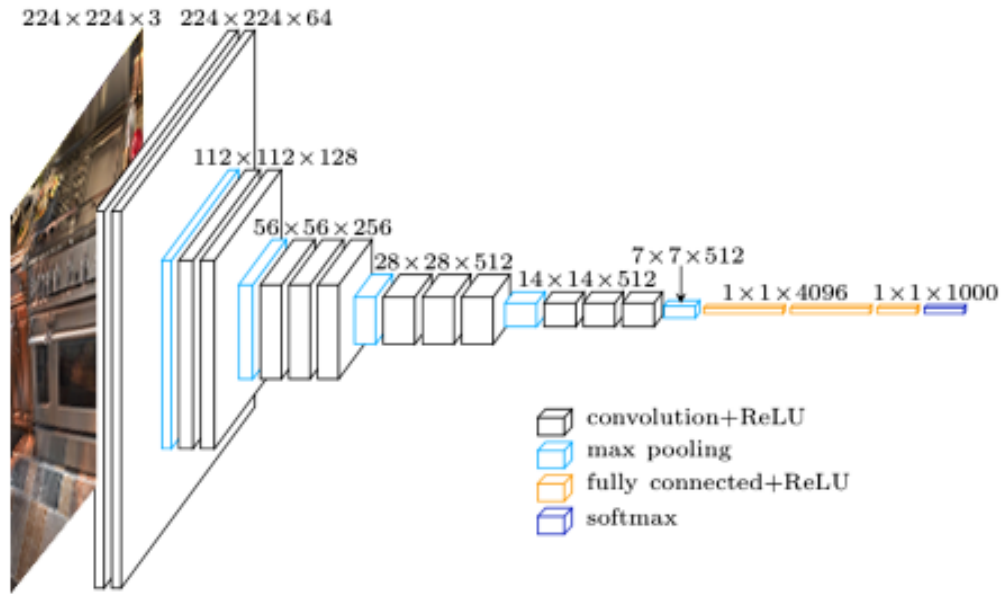 224×224×3
224×224×64
112×112×128
56×56×256
28×28×512
14×14×512
7×7×512
1×1×4096
1×1×1000
convolution+ReLU
max pooling
fully connected+ReLU
softmax